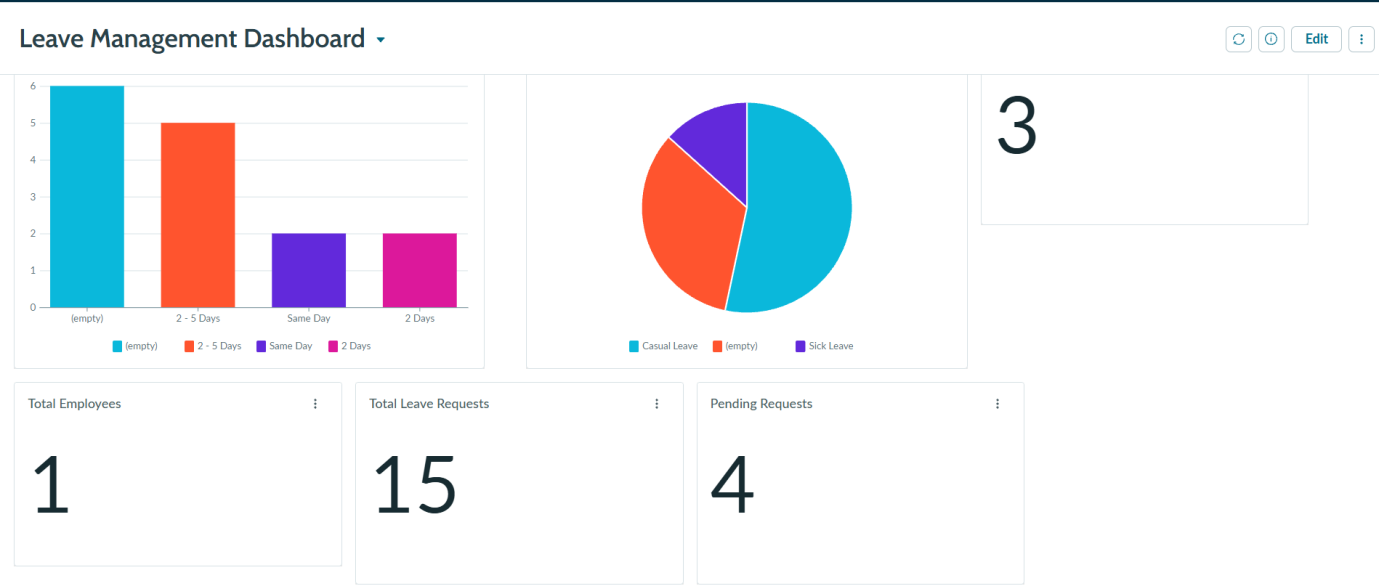 Leave Management Dashboard
Edit
6
5
4
3
2
1
0
(empty) 2 - 5 Days Same Day 2 Days
(empty) 2 - 5 Days Same Day 2 Days
Casual Leave (empty) Sick Leave
3
Total Employees
1
Total Leave Requests
15
Pending Requests
4